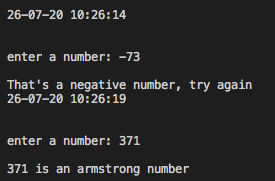 26-07-20 10:26:14
enter a number: -73
That's a negative number, try again
26-07-20 10:26:19
enter a number: 371
371 is an armstrong number